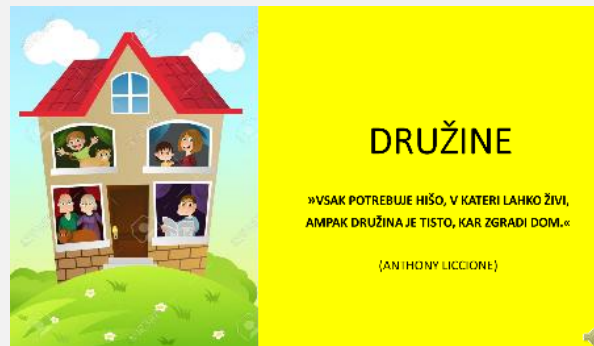 DRUŽINE
»VSAK POTREBUJE HIŠO, V KATERI LAHKO ŽIVI,
AMPAK DRUŽINA JE TISTO, KAR ZGRADI DOM.«
(ANTHONY LICCIONE)